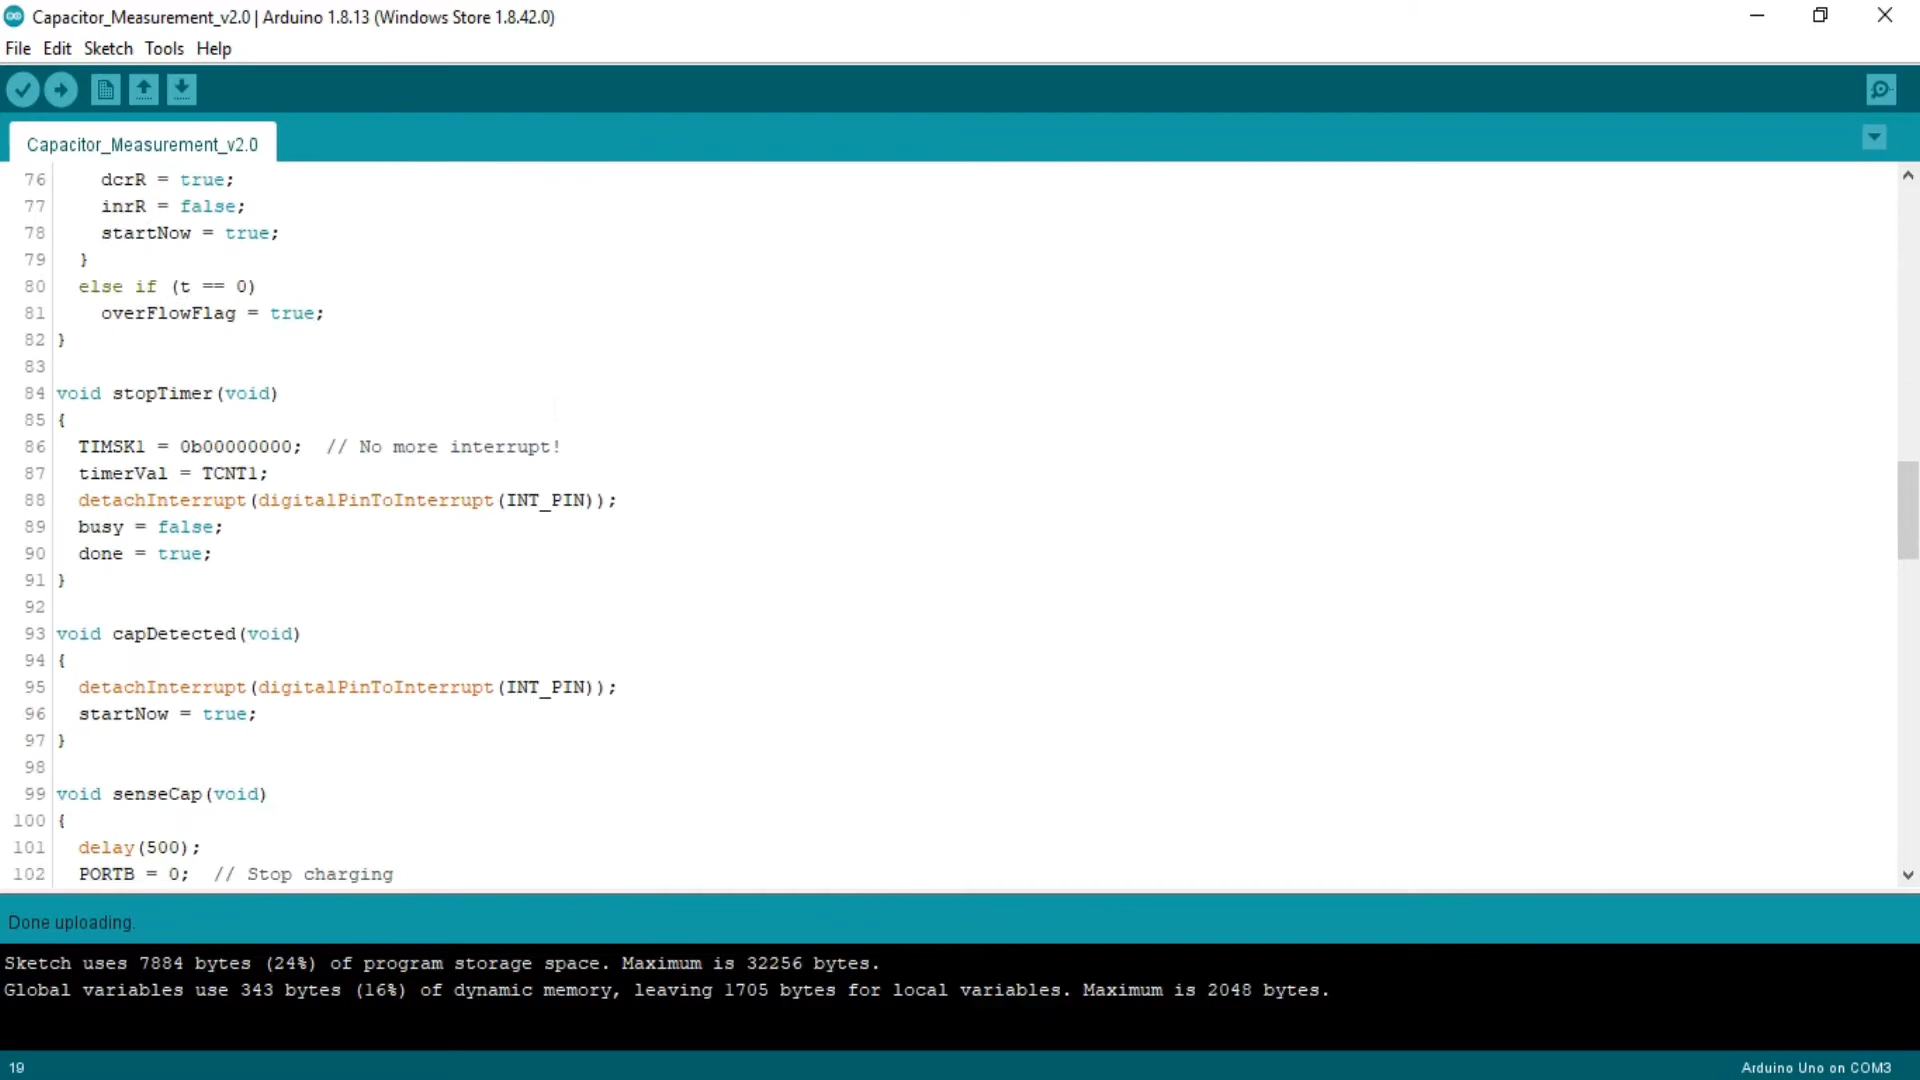 Capacitor_Measurement_v2.0 | Arduino 1.8.13 (Windows Store 1.8.42.0)
File Edit Sketch Tools Help
Capacitor_Measurement_v2.0
76 dcrR = true;
77 inrR = false;
78 startNow = true;
79 }
80 else if (t == 0)
81 overFlowFlag = true;
82 }
83
84 void stopTimer(void)
85 {
86 TIMSK1 = 0b00000000; // No more interrupt!
87 timerVal = TCNT1;
88 detachInterrupt(digitalPinToInterrupt(INT_PIN));
89 busy = false;
90 done = true;
91 }
92
93 void capDetected(void)
94 {
95 detachInterrupt(digitalPinToInterrupt(INT_PIN));
96 startNow = true;
97 }
98
99 void senseCap(void)
100 {
101 delay(500);
102 PORTB = 0; // Stop charging
Done uploading.
Sketch uses 7884 bytes (24%) of program storage space. Maximum is 32256 bytes.
Global variables use 343 bytes (16%) of dynamic memory, leaving 1705 bytes for local variables. Maximum is 2048 bytes.
19 Arduino Uno on COM3